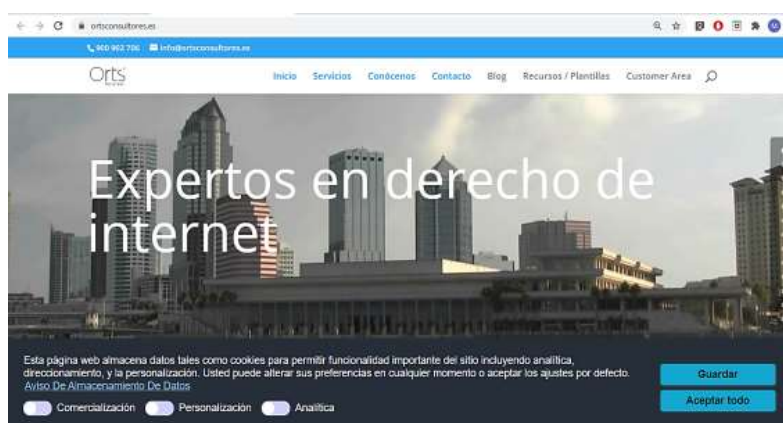 ortsconsultores.es
900 902 706 info@ortsconsultores.es
Orts
Inicio Servicios Conócenos Contacto Blog Recursos / Plantillas Customer Area
Expertos en derecho de
internet
Esta página web almacena datos tales como cookies para permitir funcionalidad importante del sitio incluyendo analítica,
direccionamiento, y la personalización. Usted puede alterar sus preferencias en cualquier momento o aceptar los ajustes por defecto.
Aviso De Almacenamiento De Datos
Guardar
Aceptar todo
Comercialización Personalización Analítica